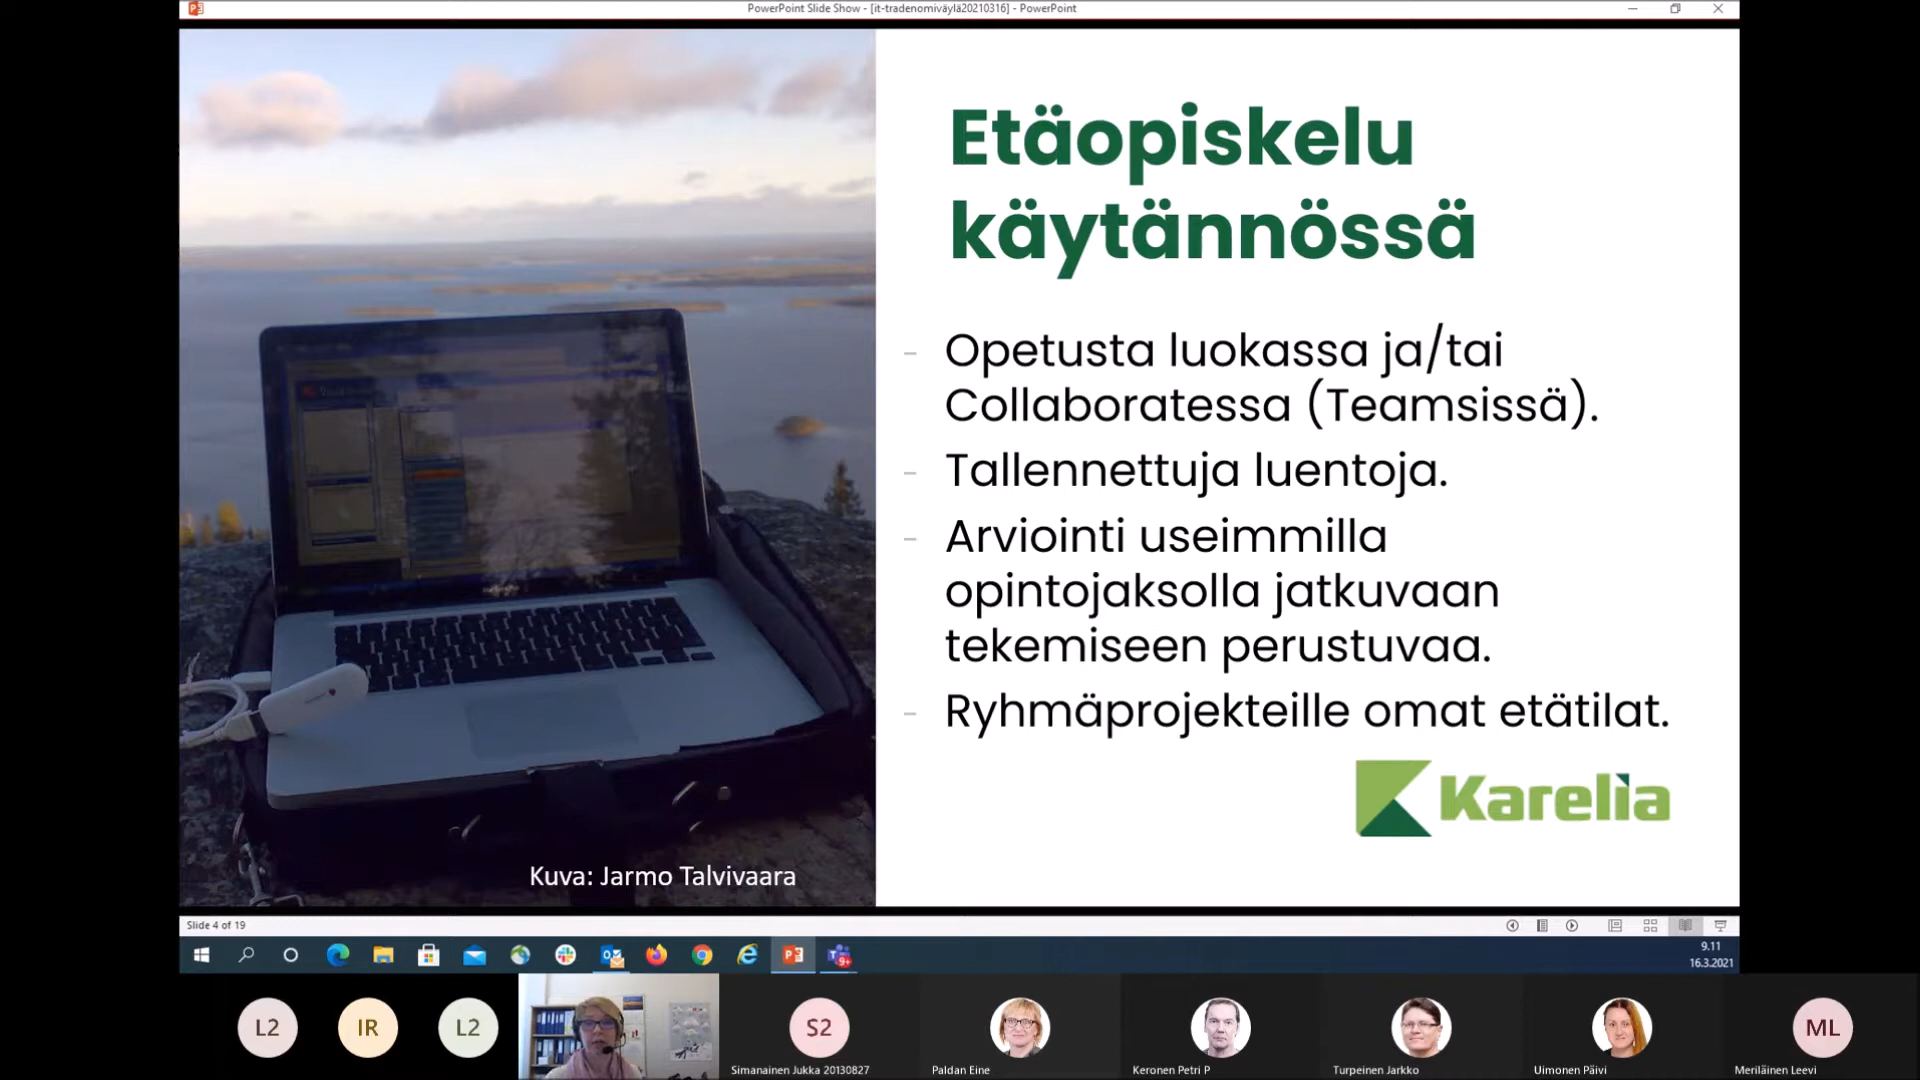 PowerPoint Slide Show - [it-tradenomiväylä20210316] - PowerPoint
Etäopiskelu
käytännössä
- Opetusta luokassa ja/tai
Collaboratessa (Teamsissä).
- Tallennettuja luentoja.
- Arviointi useimmilla
opintojaksolla jatkuvaan
tekemiseen perustuvaa.
- Ryhmäprojekteille omat etätilat.
Karelia
Kuva: Jarmo Talvivaara
Slide 4 of 19
9+
9.11
16.3.2021
L2
IR
L2
S2
ML
Simanainen Jukka 20130827
Paldan Eine
Keronen Petri P
Turpeinen Jarkko
Uimonen Päivi
Meriläinen Leevi